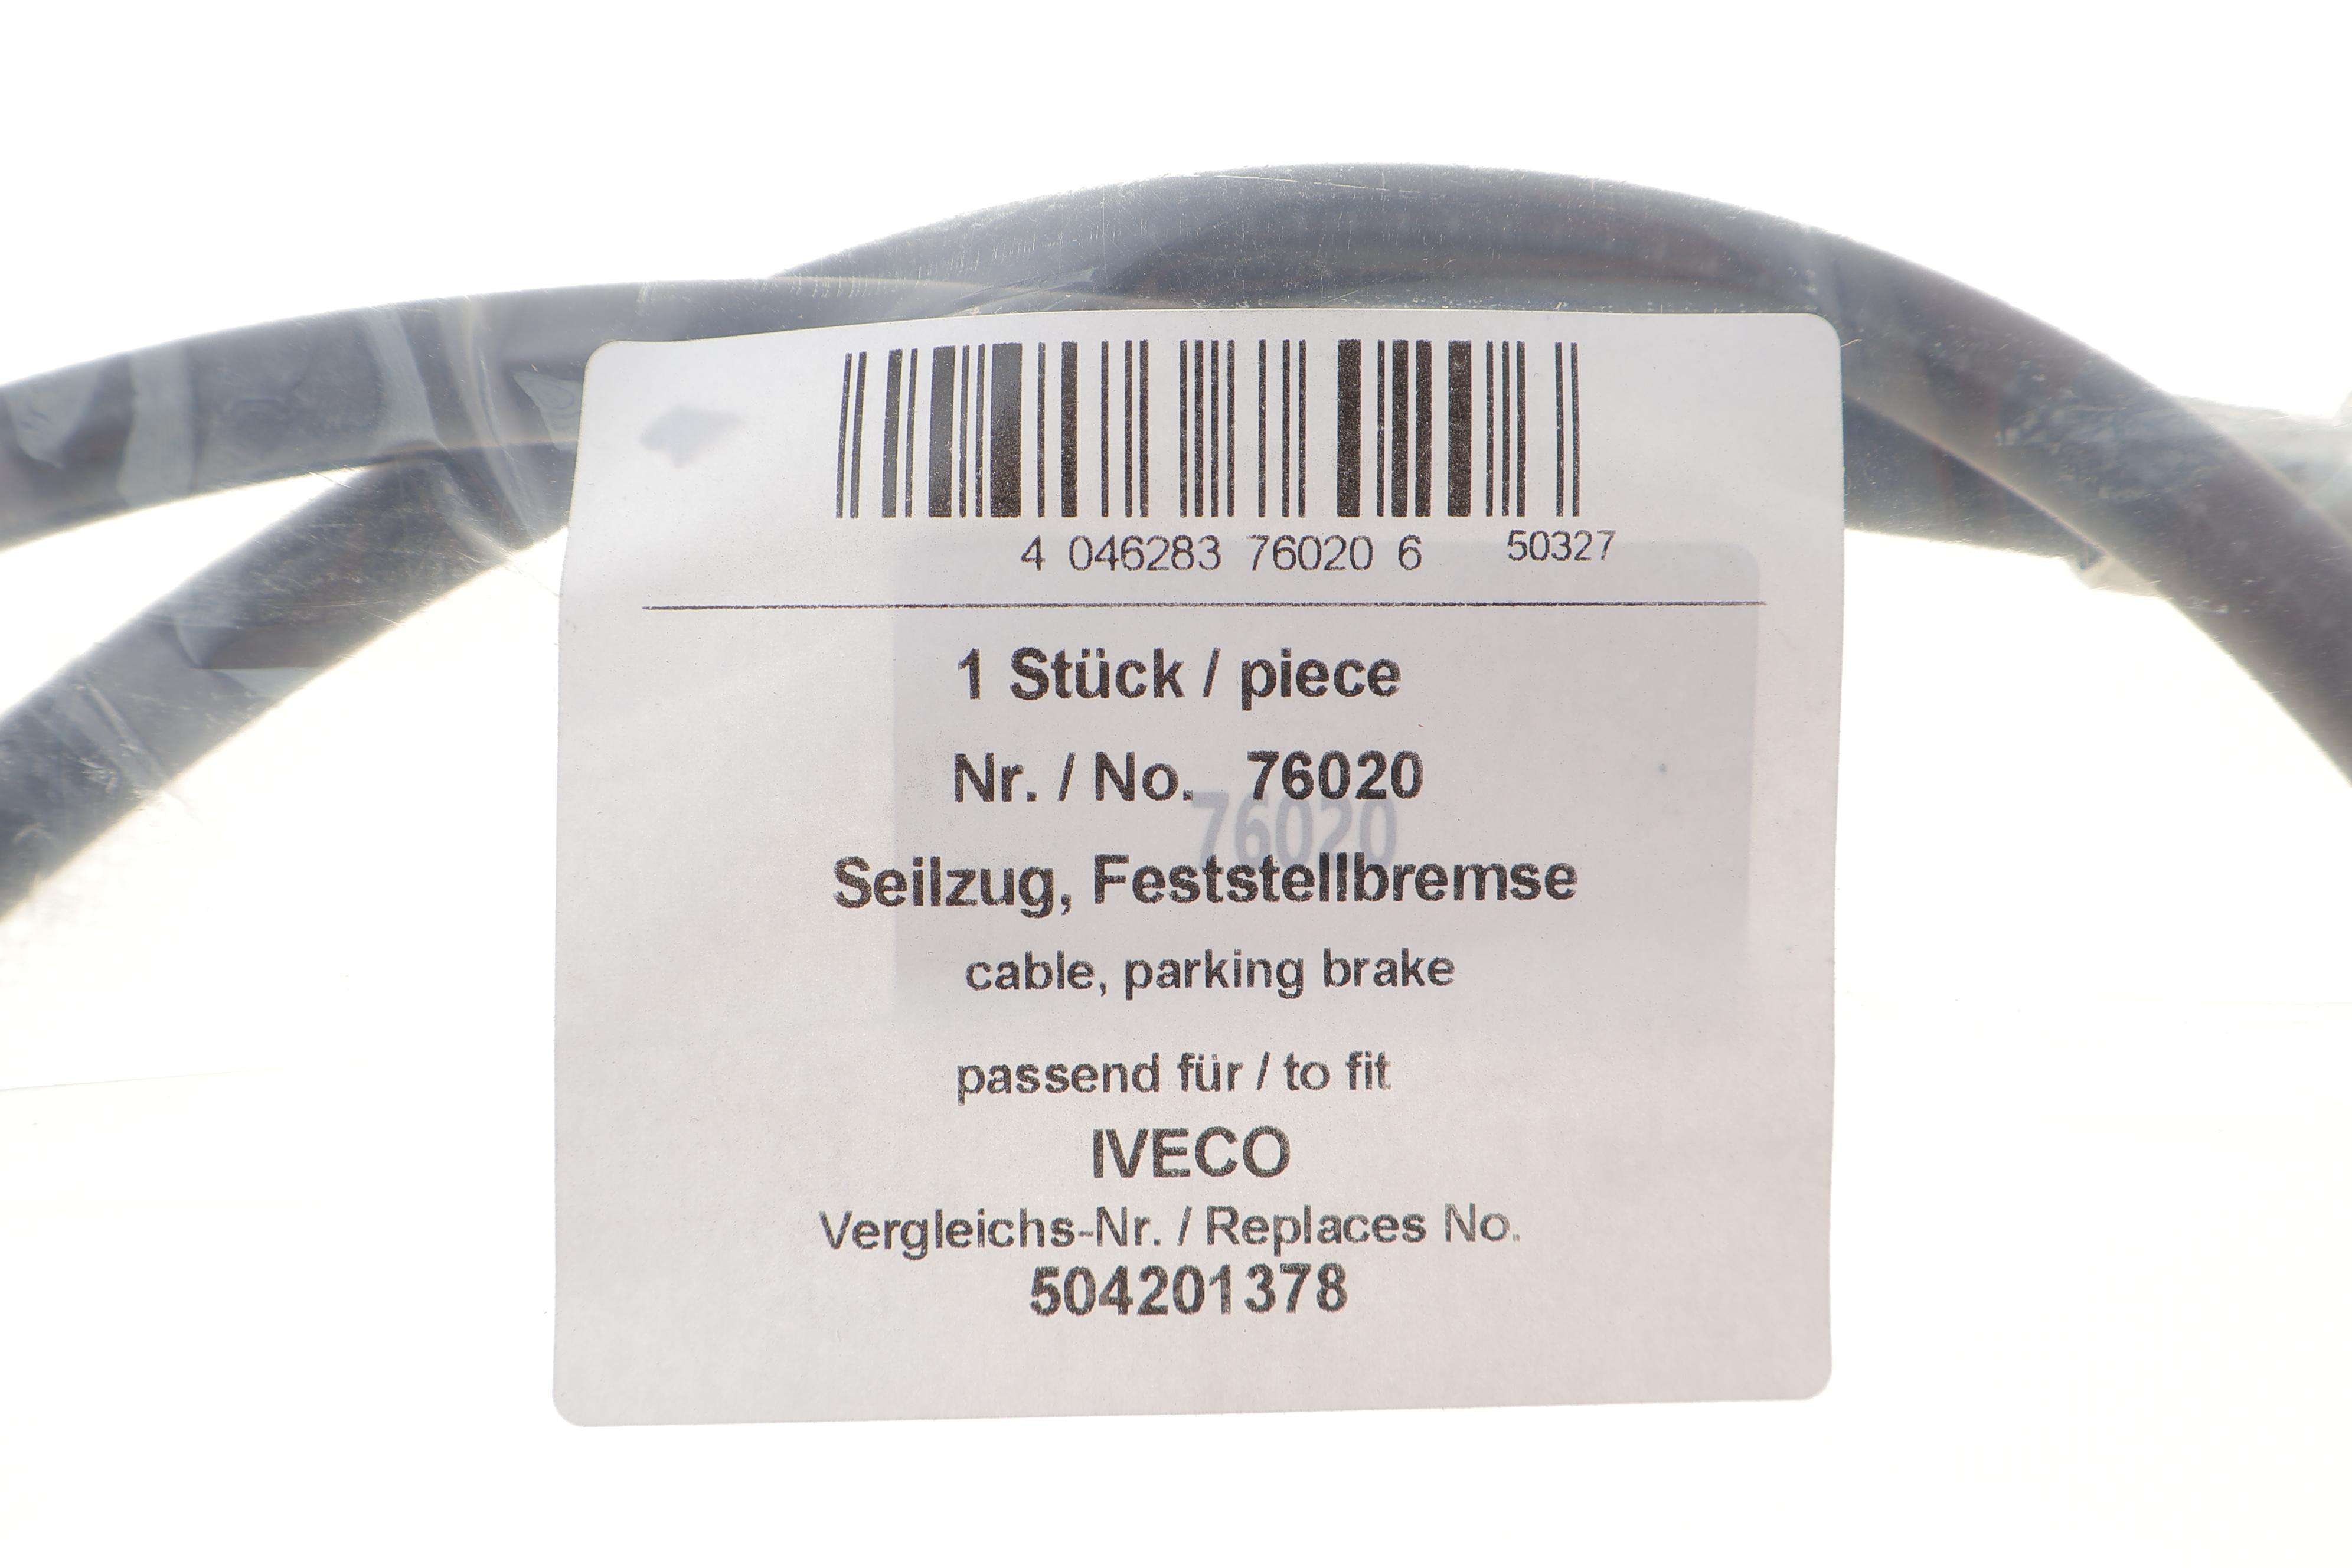 4 046283 76020 6 50327
1 Stück / piece
Nr. / No. 76020
76020
Seilzug, Feststellbremse
cable, parking brake
passend für / to fit
IVECO
Vergleichs-Nr. / Replaces No.
504201378